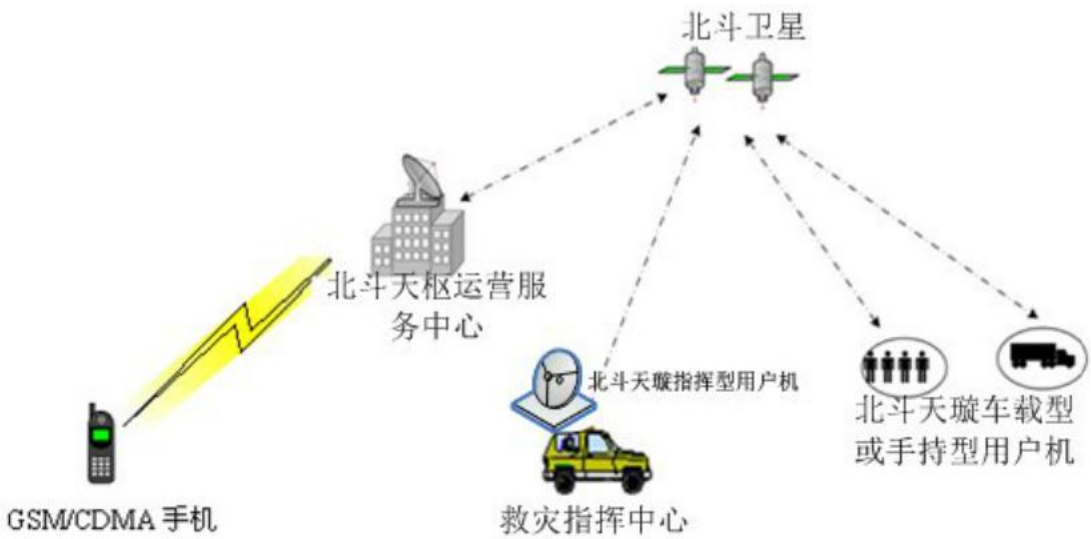 北斗卫星
北斗天枢运营服
务中心
北斗天璇指挥型用户机
北斗天璇车载型
或手持型用户机
GSM/CDMA 手机
救灾指挥中心